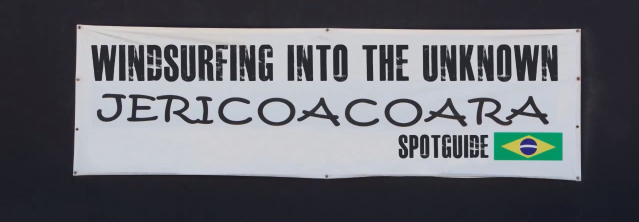 WINDSURFING INTO THE UNKNOWN
JERICOACOARA
SPOTGUIDE